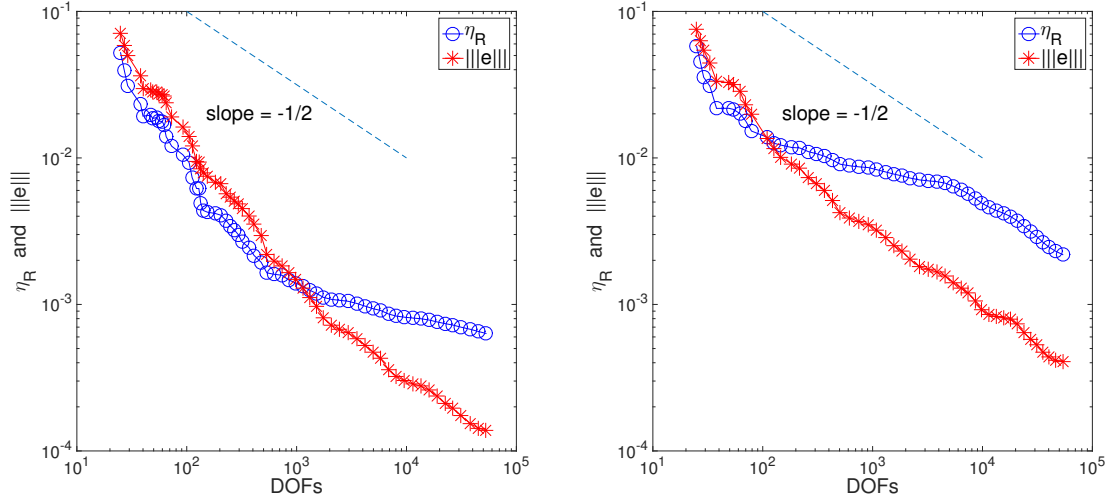 10^-1
10^-2
10^-3
10^-4
10^1
10^2
10^3
10^4
10^5
DOFs
η_R and |||e|||
slope = -1/2
η_R
|||e|||
10^-1
10^-2
10^-3
10^-4
10^1
10^2
10^3
10^4
10^5
DOFs
η_R and |||e|||
slope = -1/2
η_R
|||e|||